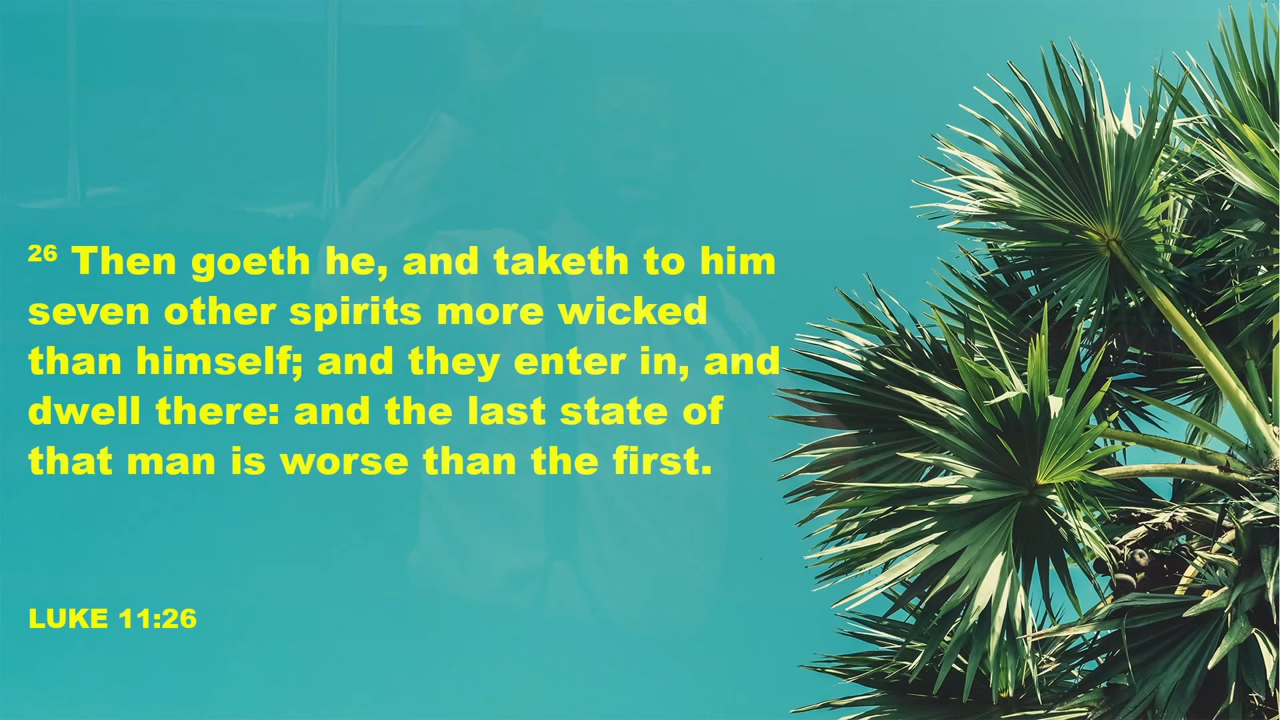 26 Then goeth he, and taketh to him
seven other spirits more wicked
than himself; and they enter in, and
dwell there: and the last state of
that man is worse than the first.
LUKE 11:26